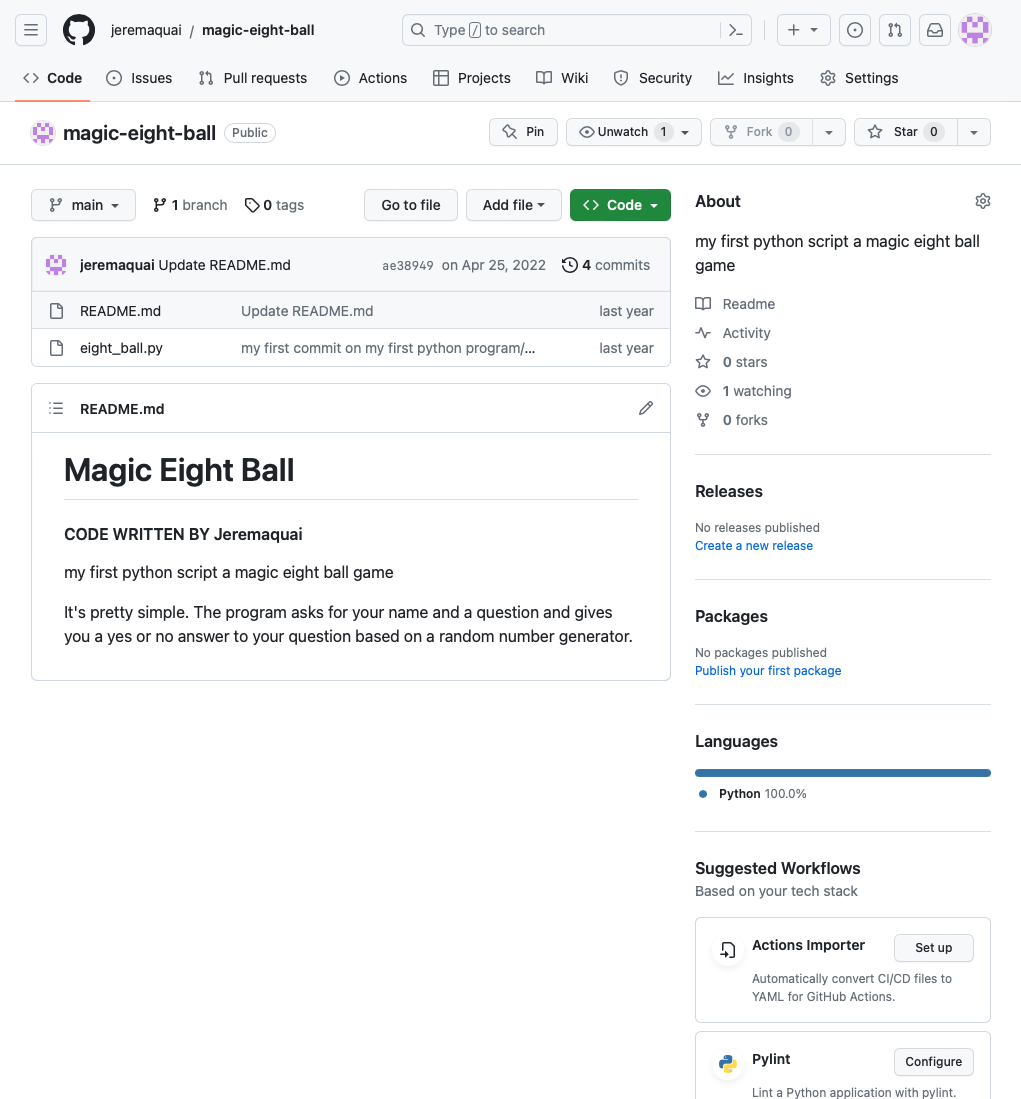 jeremaquai / magic-eight-ball
Type / to search
Code Issues Pull requests Actions Projects Wiki Security Insights Settings
magic-eight-ball Public
Pin Unwatch 1 Fork 0 Star 0
main 1 branch 0 tags Go to file Add file Code
jeremaquai Update README.md ae38949 on Apr 25, 2022 4 commits
README.md Update README.md last year
eight_ball.py my first commit on my first python program/... last year
README.md
Magic Eight Ball
CODE WRITTEN BY Jeremaquai
my first python script a magic eight ball game
It's pretty simple. The program asks for your name and a question and gives
you a yes or no answer to your question based on a random number generator.
About
my first python script a magic eight ball
game
Readme
Activity
0 stars
1 watching
0 forks
Releases
No releases published
Create a new release
Packages
No packages published
Publish your first package
Languages
Python 100.0%
Suggested Workflows
Based on your tech stack
Actions Importer Set up
Automatically convert CI/CD files to
YAML for GitHub Actions.
Pylint Configure
Lint a Python application with pylint.